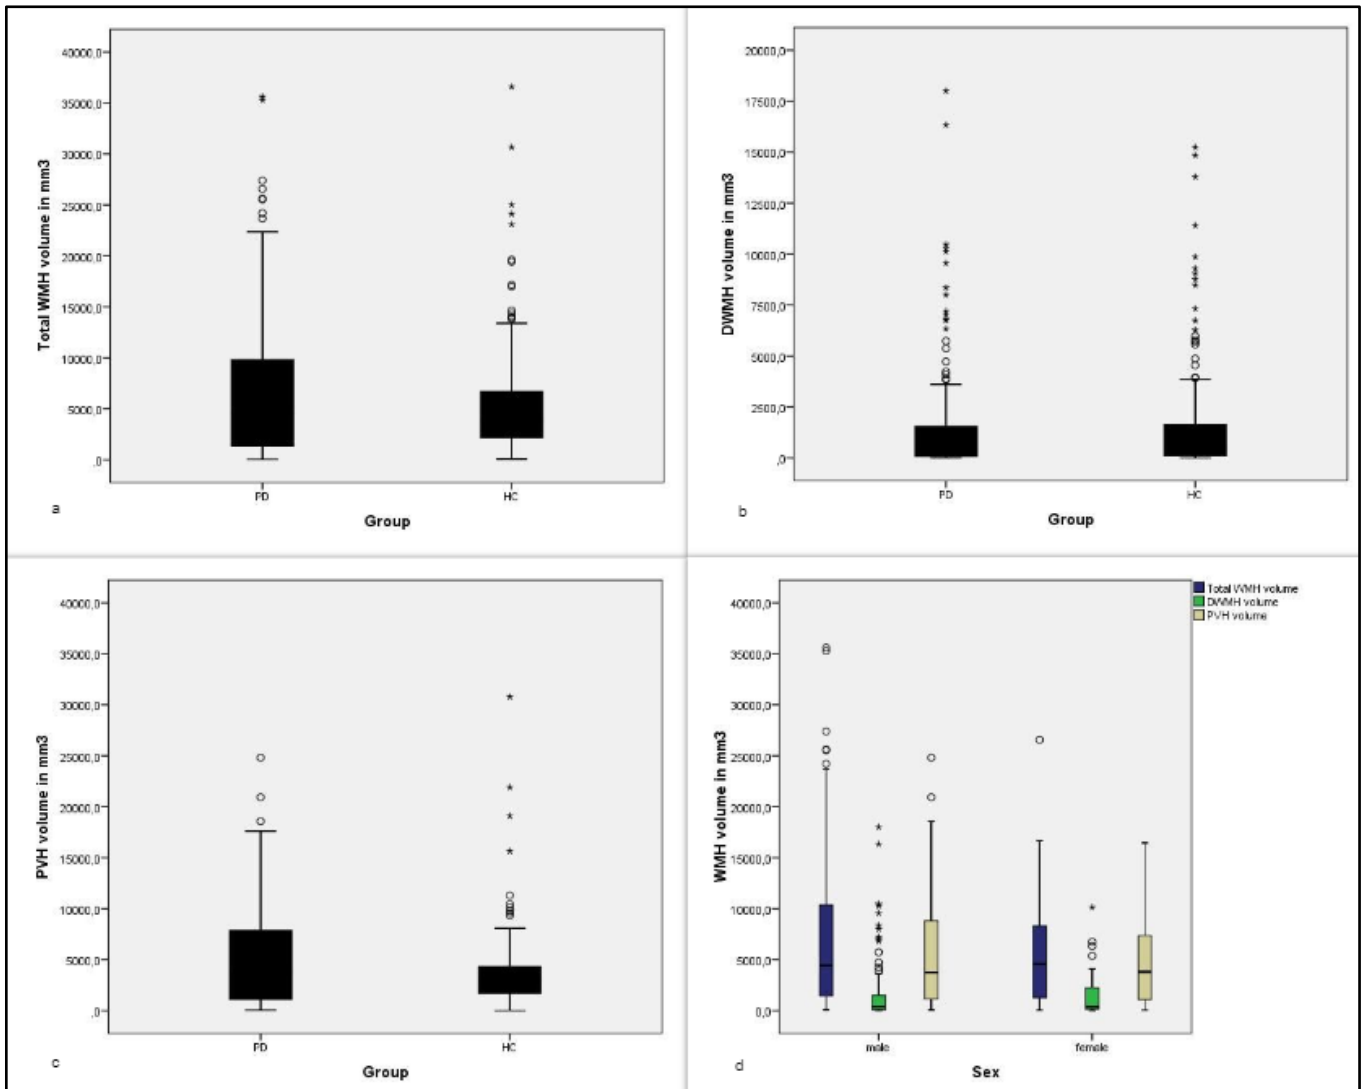 Total WMH volume in mm3
40000,0
35000,0
30000,0
25000,0
20000,0
15000,0
10000,0
5000,0
,0
PD
HC
Group
a
DWMH volume in mm3
20000,0
17500,0
15000,0
12500,0
10000,0
7500,0
5000,0
2500,0
,0
PD
HC
Group
b
PVH volume in mm3
40000,0
35000,0
30000,0
25000,0
20000,0
15000,0
10000,0
5000,0
,0
PD
HC
Group
c
WMH volume in mm3
40000,0
35000,0
30000,0
25000,0
20000,0
15000,0
10000,0
5000,0
0,0
male
female
Sex
d
Total WMH volume
DWMH volume
PVH volume